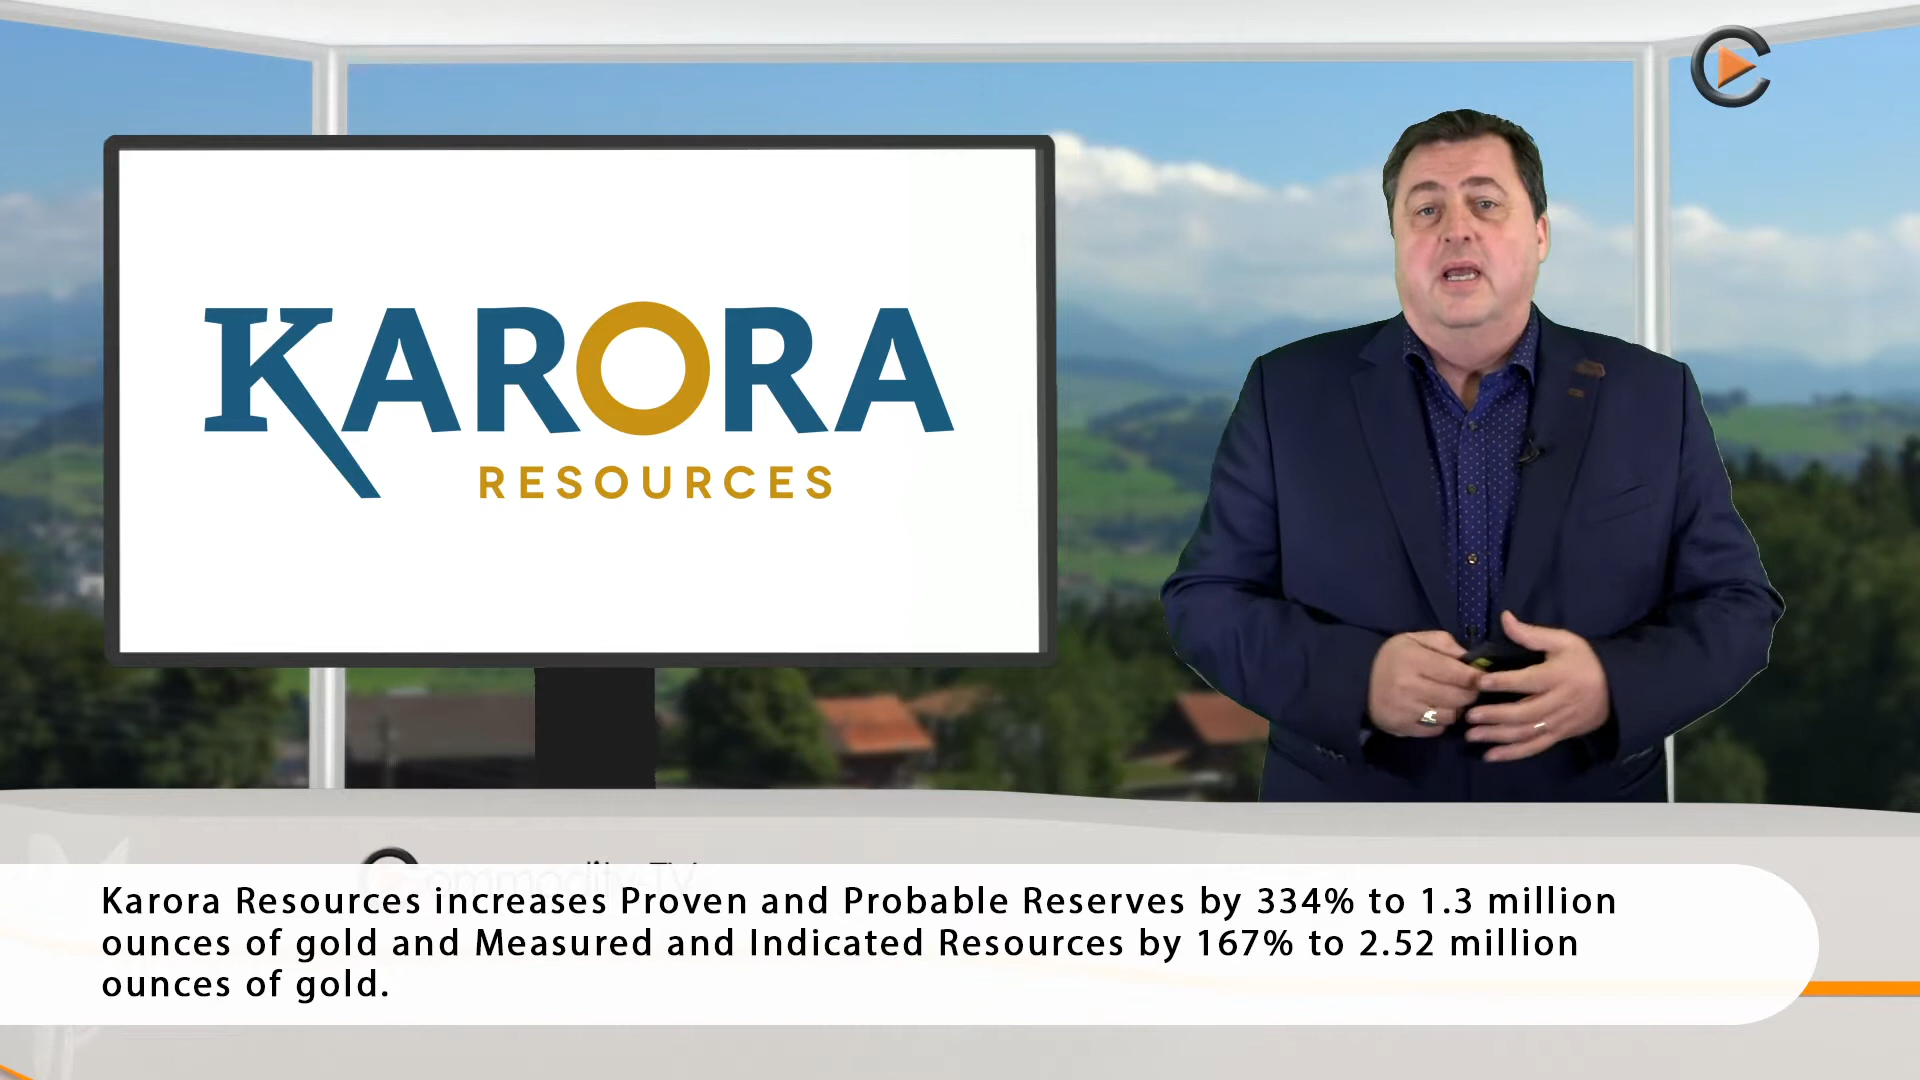 KARORA
RESOURCES
Karora Resources increases Proven and Probable Reserves by 334% to 1.3 million
ounces of gold and Measured and Indicated Resources by 167% to 2.52 million
ounces of gold.